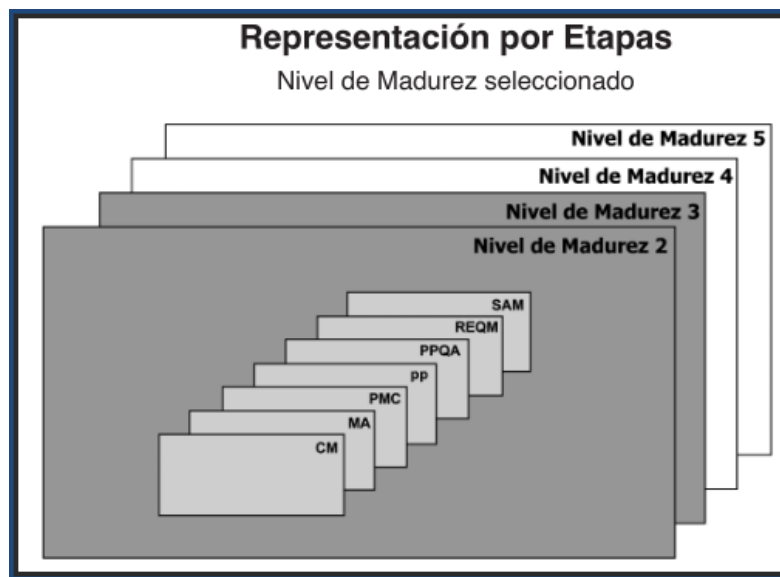 Representación por Etapas
Nivel de Madurez seleccionado
Nivel de Madurez 5
Nivel de Madurez 4
Nivel de Madurez 3
Nivel de Madurez 2
SAM
REQM
PPQA
PP
PMC
MA
CM